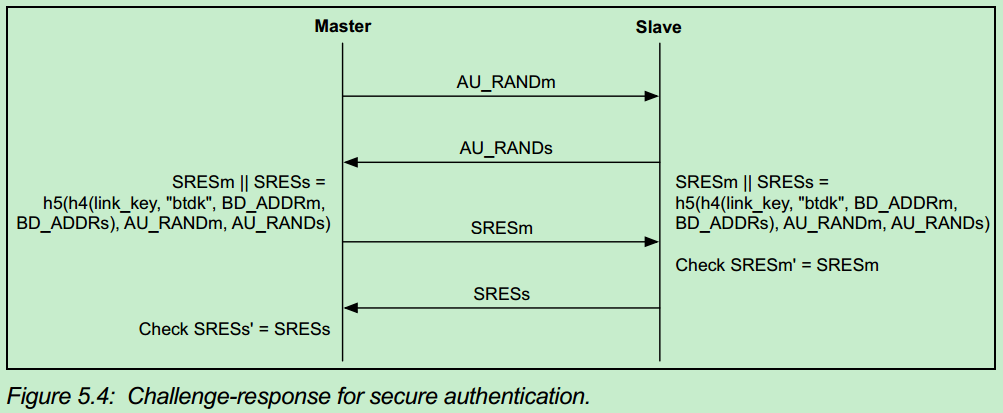 Master
Slave
AU_RANDm
AU_RANDs
SRESm || SRESs =
h5(h4(link_key, "btdk", BD_ADDRm,
BD_ADDRs), AU_RANDm, AU_RANDs)
SRESm || SRESs =
h5(h4(link_key, "btdk", BD_ADDRm,
BD_ADDRs), AU_RANDm, AU_RANDs)
SRESm
Check SRESm' = SRESm
SRESs
Check SRESs' = SRESs
Figure 5.4: Challenge-response for secure authentication.